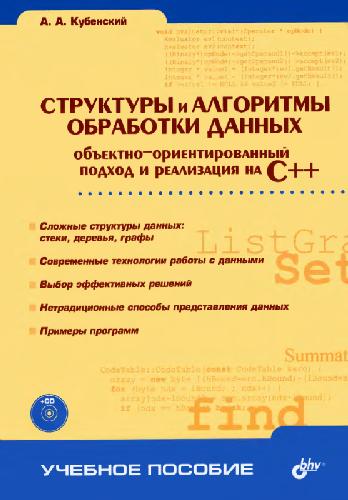 А. А. Кубенский
СТРУКТУРЫ И АЛГОРИТМЫ
ОБРАБОТКИ ДАННЫХ
объектно-ориентированный
подход и реализация на C++
Сложные структуры данных:
стеки, деревья, графы
Современные технологии работы с данными
Выбор эффективных решений
Нетрадиционные способы представления данных
Примеры программ
ListGra
Set
Summat
find
+CD
УЧЕБНОЕ ПОСОБИЕ
bhv